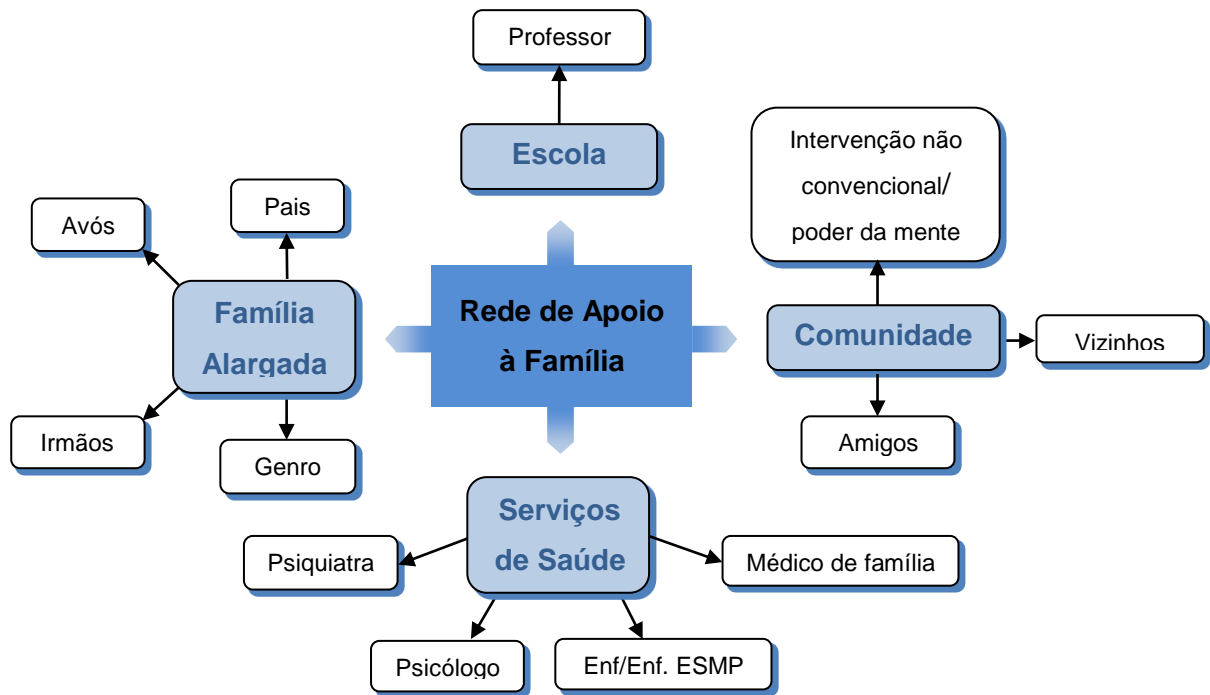 Professor
Escola
Intervenção não
convencional/
poder da mente
Pais
Avós
Família
Alargada
Rede de Apoio
à Família
Comunidade
Vizinhos
Irmãos
Genro
Amigos
Serviços
de Saúde
Psiquiatra
Médico de família
Psicólogo
Enf/Enf. ESMP